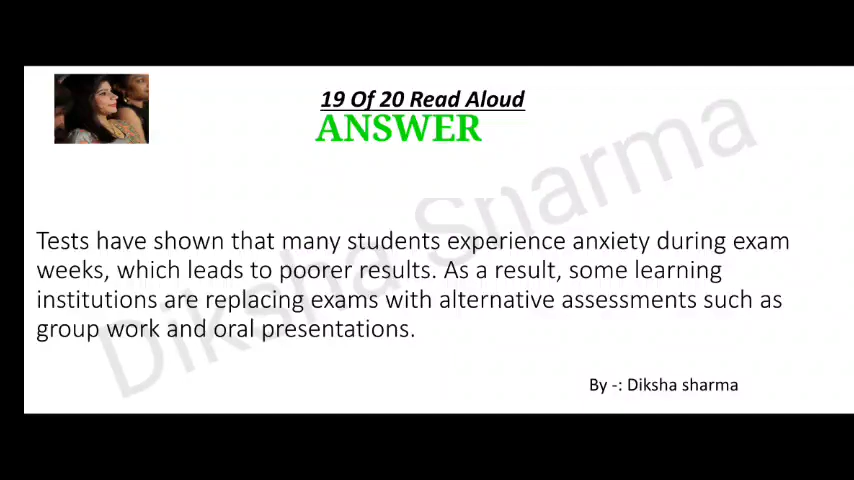 19 Of 20 Read Aloud
ANSWER
Diksha Sharma
Tests have shown that many students experience anxiety during exam
weeks, which leads to poorer results. As a result, some learning
institutions are replacing exams with alternative assessments such as
group work and oral presentations.
By -: Diksha sharma